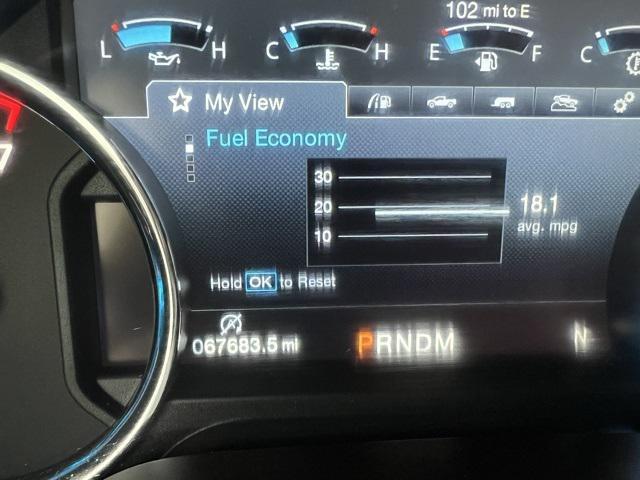 102 mi to E
L H C H E F C
My View
Fuel Economy
30
20 18.1
avg. mpg
10
Hold OK to Reset
067683.5 mi PRNDM N
7